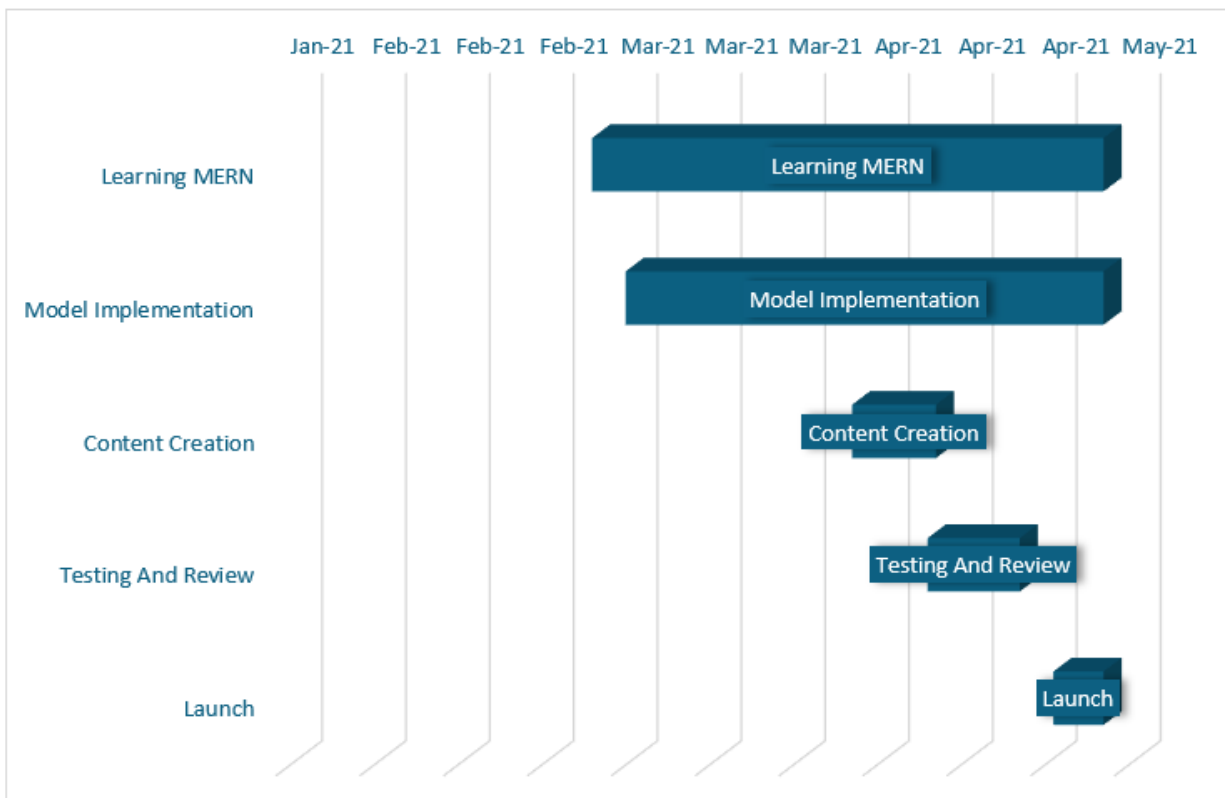 Jan-21 Feb-21 Feb-21 Feb-21 Mar-21 Mar-21 Mar-21 Apr-21 Apr-21 Apr-21 May-21
Learning MERN Learning MERN
Model Implementation Model Implementation
Content Creation Content Creation
Testing And Review Testing And Review
Launch Launch